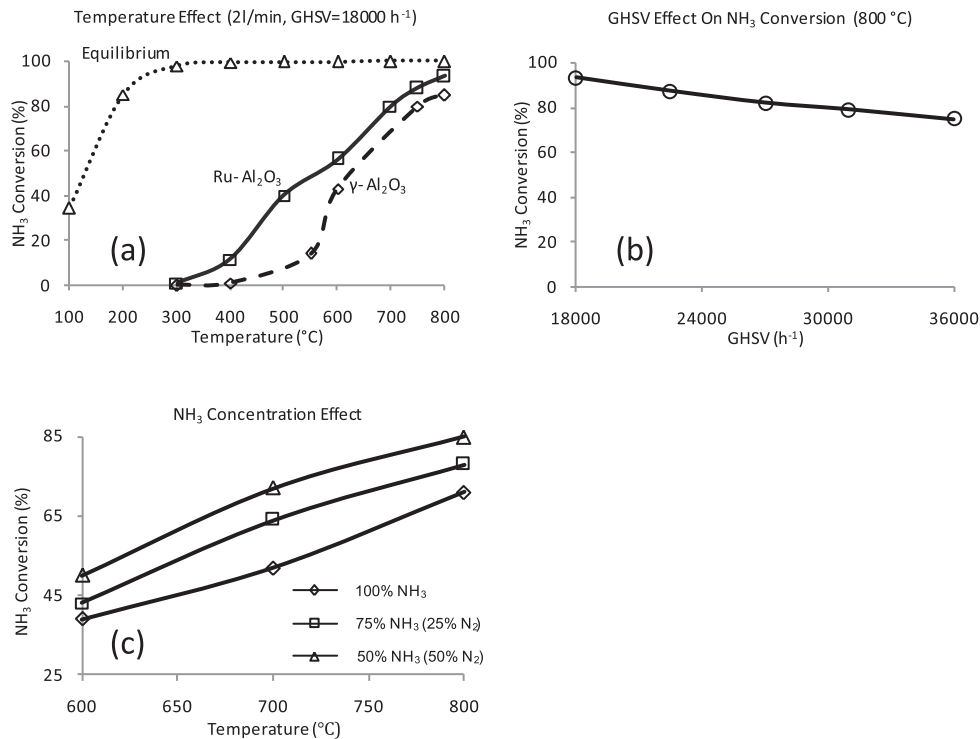 Temperature Effect (2l/min, GHSV=18000 h⁻¹)
Equilibrium
100
80
60
40
20
0
NH₃ Conversion (%)
Ru- Al₂O₃
γ- Al₂O₃
(a)
100 200 300 400 500 600 700 800
Temperature (°C)
GHSV Effect On NH₃ Conversion (800 °C)
100
80
60
40
20
0
NH₃ Conversion (%)
(b)
18000 24000 30000 36000
GHSV (h⁻¹)
NH₃ Concentration Effect
85
65
45
25
NH₃ Conversion (%)
100% NH₃
75% NH₃ (25% N₂)
50% NH₃ (50% N₂)
(c)
600 650 700 750 800
Temperature (°C)